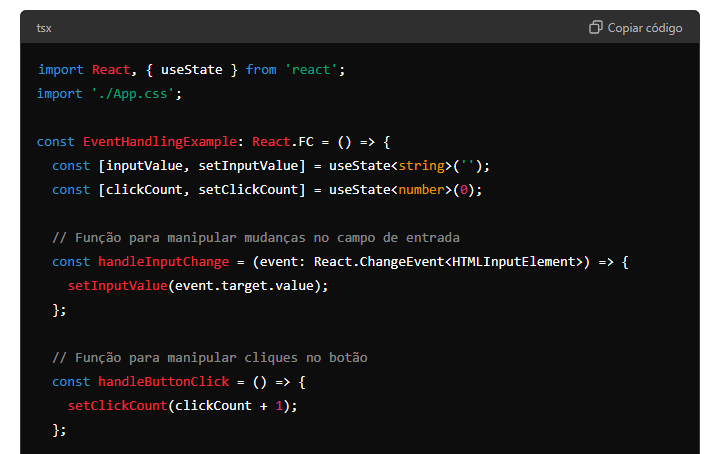 tsx
Copiar código
import React, { useState } from 'react';
import './App.css';
const EventHandlingExample: React.FC = () => {
const [inputValue, setInputValue] = useState<string>('');
const [clickCount, setClickCount] = useState<number>(0);
// Função para manipular mudanças no campo de entrada
const handleInputChange = (event: React.ChangeEvent<HTMLInputElement>) => {
setInputValue(event.target.value);
};
// Função para manipular cliques no botão
const handleButtonClick = () => {
setClickCount(clickCount + 1);
};